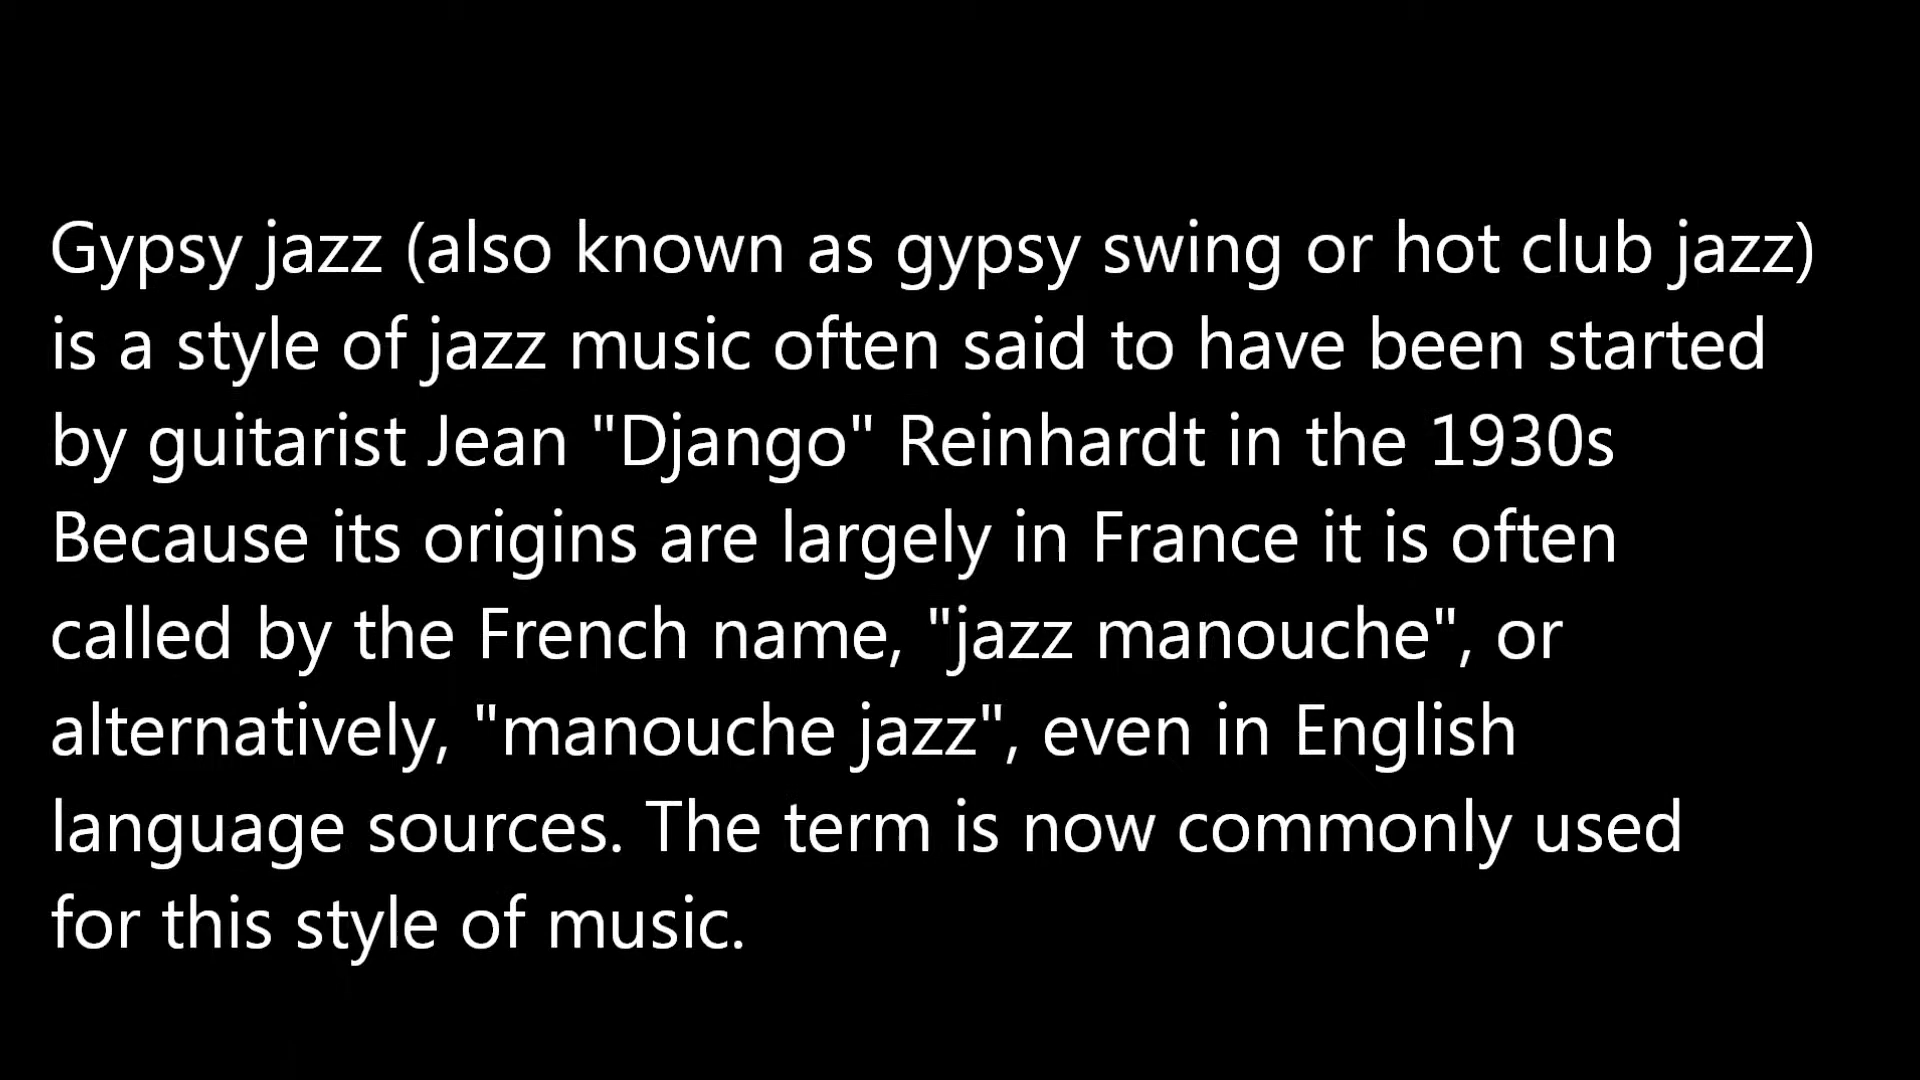 Gypsy jazz (also known as gypsy swing or hot club jazz)
is a style of jazz music often said to have been started
by guitarist Jean "Django" Reinhardt in the 1930s
Because its origins are largely in France it is often
called by the French name, "jazz manouche", or
alternatively, "manouche jazz", even in English
language sources. The term is now commonly used
for this style of music.